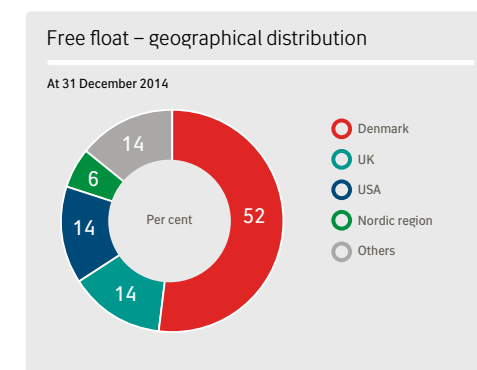 Free float – geographical distribution
At 31 December 2014
14
6
14
14
52
Per cent
Denmark
UK
USA
Nordic region
Others